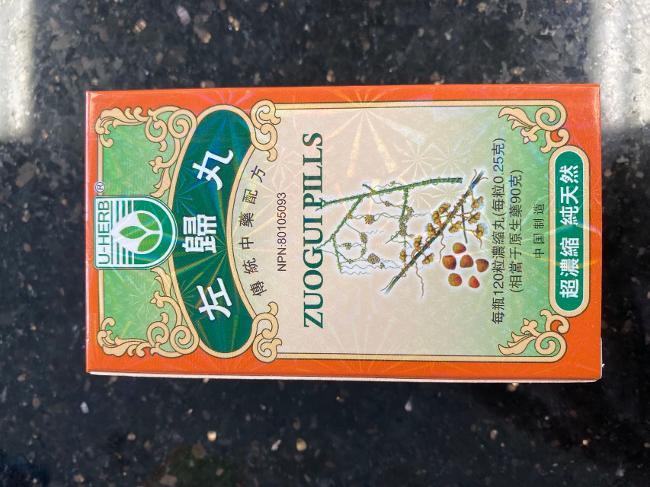 U-HERB®
左歸丸
傳統中藥配方
NPN:80105093
ZUOGUI PILLS
每瓶120粒濃缩丸(每粒0.25克)
(相當于原生藥90克)
中国制造
超濃縮 純天然